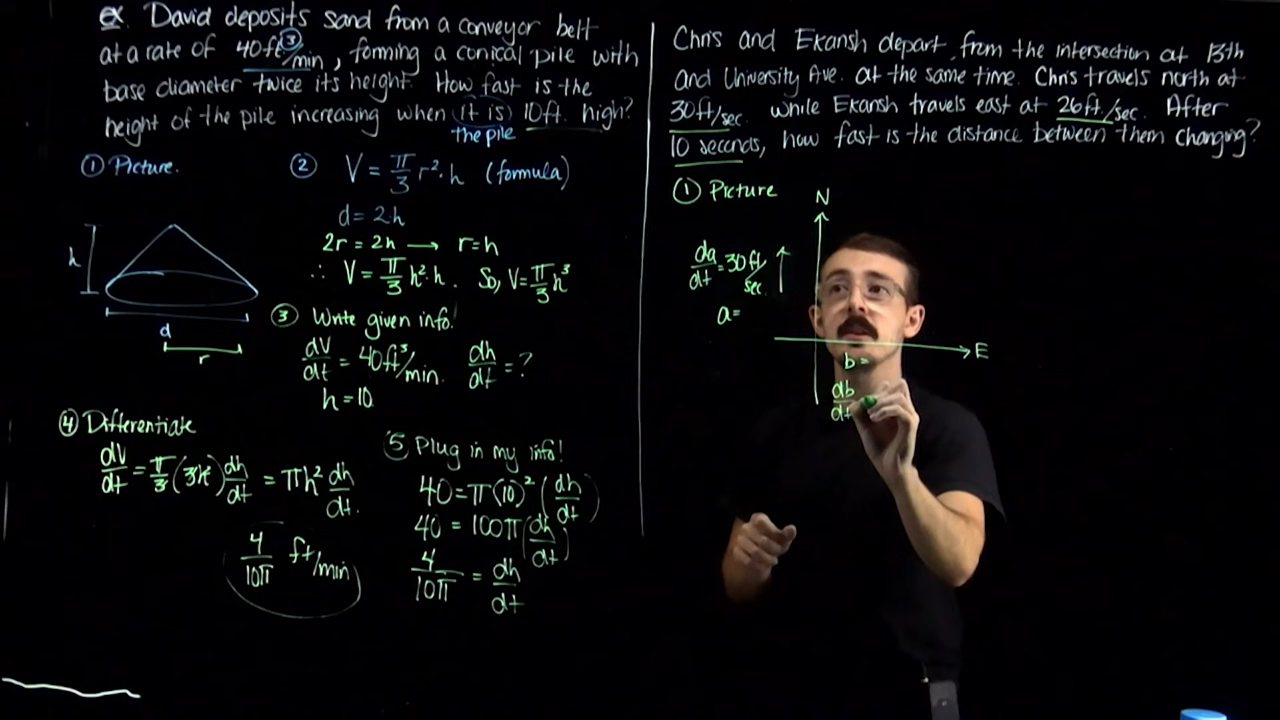 ex. David deposits sand from a conveyor belt
at a rate of 40ft³/min, forming a conical pile with
base diameter twice its height. How fast is the
height of the pile increasing when (it is) 10ft. high?
the pile
① Picture.
h
d
r
② V = π/3 r²·h (formula)
d = 2·h
2r = 2h → r=h
∴ V = π/3 h²·h. So, V=π/3 h³
③ Write given info!
dV/dt = 40ft³/min. dh/dt = ?
h = 10.
④ Differentiate
dV/dt = π/3 (3h²) dh/dt = πh² dh/dt.
4/10π ft/min
⑤ Plug in my info!
40 = π(10)² (dh/dt)
40 = 100π (dh/dt)
4/10π = dh/dt
Chris and Ekansh depart from the intersection at 13th
and University Ave. at the same time. Chris travels north at
30ft/sec. while Ekansh travels east at 26ft./sec. After
10 seconds, how fast is the distance between them changing?
① Picture
N
da/dt = 30ft/sec.
a=
E
b =
db/dt